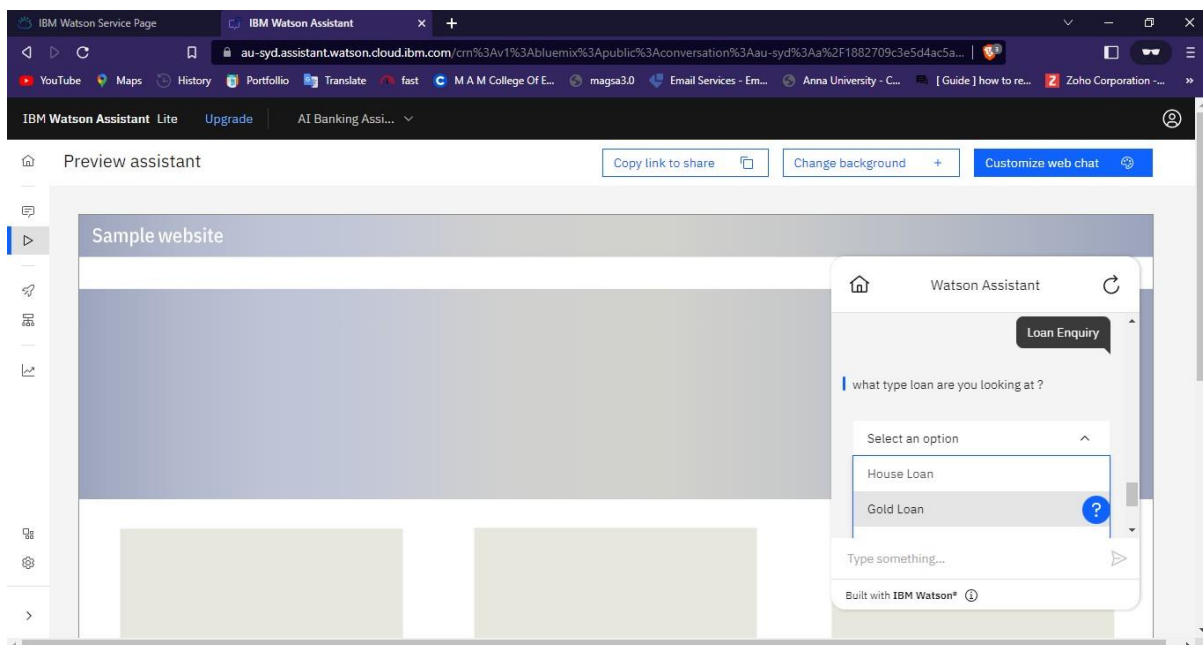 IBM Watson Service Page
IBM Watson Assistant
au-syd.assistant.watson.cloud.ibm.com/crn%3Av1%3Abluemix%3Apublic%3Aconversation%3Aau-syd%3Aa%2F1882709c3e5d4ac5a...
YouTube Maps History Portfollio Translate fast M A M College Of E... magsa3.0 Email Services - Em... Anna University - C... [ Guide ] how to re... Zoho Corporation -... »
IBM Watson Assistant Lite Upgrade AI Banking Assi...
Preview assistant Copy link to share Change background + Customize web chat
Sample website
Watson Assistant
Loan Enquiry
what type loan are you looking at ?
Select an option
House Loan
Gold Loan
?
Type something...
Built with IBM Watson®